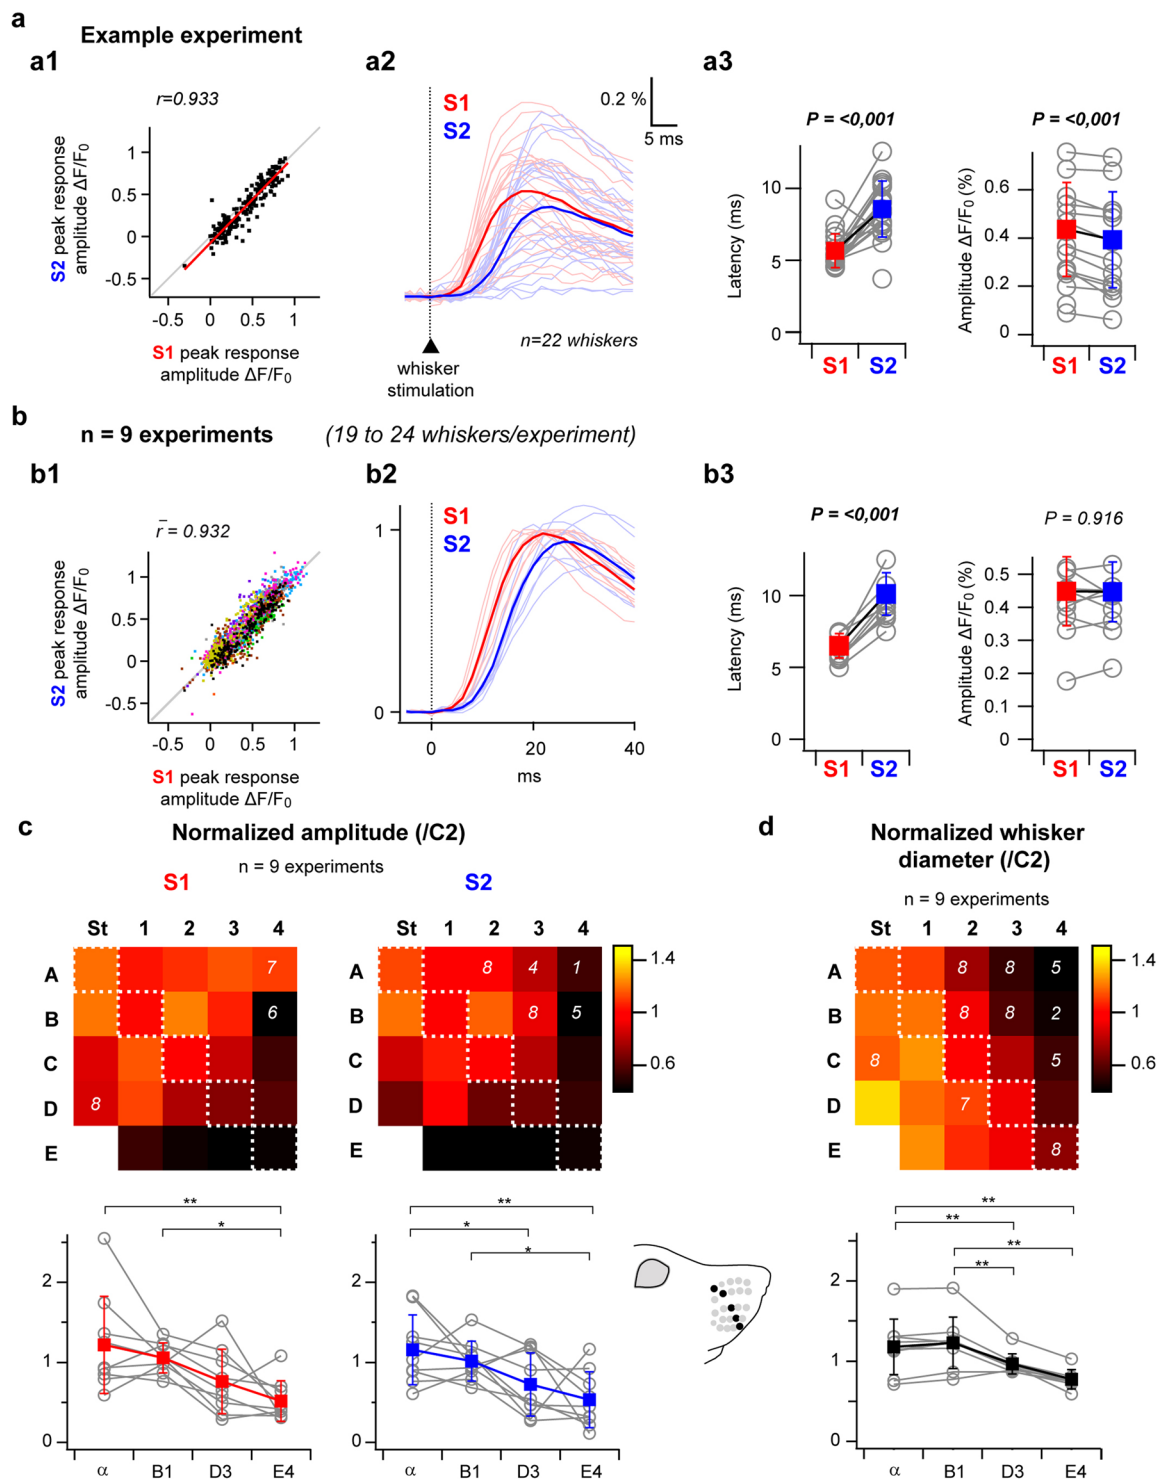 a
Example experiment
a1
a2
a3
r=0.933
S1
S2
0.2 %
5 ms
P = <0,001
P = <0,001
S2 peak response
amplitude ΔF/F0
1
0.5
0
-0.5
-0.5 0 0.5 1
S1 peak response
amplitude ΔF/F0
n=22 whiskers
whisker
stimulation
Latency (ms)
10
5
0
S1 S2
Amplitude ΔF/F0 (%)
0.6
0.4
0.2
0
S1 S2
b
n = 9 experiments
(19 to 24 whiskers/experiment)
b1
b2
b3
r̄ = 0.932
S1
S2
P = <0,001
P = 0.916
S2 peak response
amplitude ΔF/F0
1
0.5
0
-0.5
-0.5 0 0.5 1
S1 peak response
amplitude ΔF/F0
1
0
0 20 40
ms
Latency (ms)
10
5
0
S1 S2
Amplitude ΔF/F0 (%)
0.5
0.4
0.3
0.2
0.1
0
S1 S2
c
Normalized amplitude (/C2)
n = 9 experiments
S1
S2
St 1 2 3 4
A 7
B 6
C
D 8
E
St 1 2 3 4
A 8 4 1
B 8 5
C
D
E
1.4
1
0.6
d
Normalized whisker
diameter (/C2)
n = 9 experiments
St 1 2 3 4
A 8 8 5
B 8 8 2
C 8 5
D 7
E 8
1.4
1
0.6
**
*
2
1
0
α B1 D3 E4
**
*
*
2
1
0
α B1 D3 E4
**
**
**
**
2
1
0
α B1 D3 E4